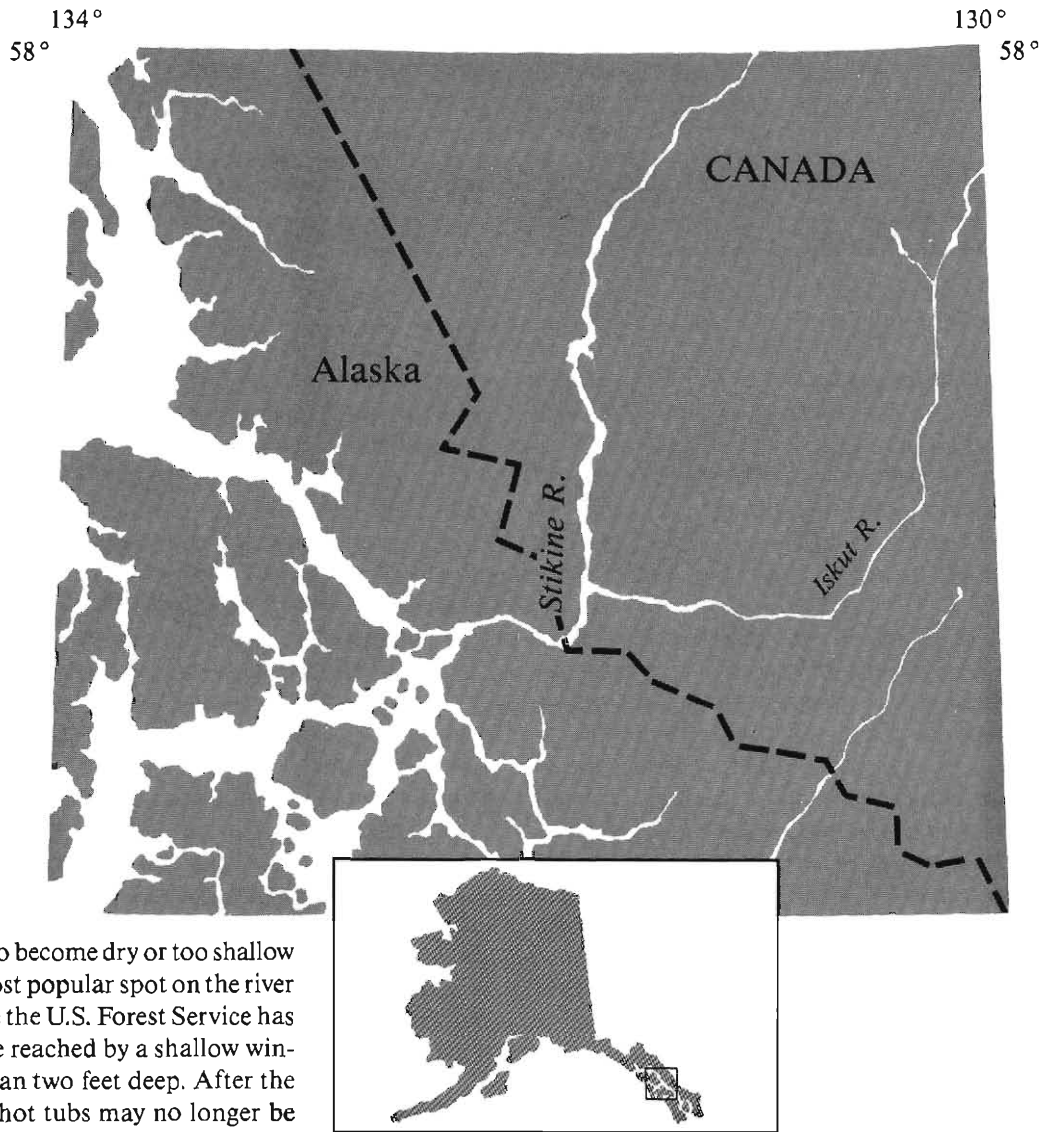 134° 130°
58° 58°
CANADA
Alaska
Stikine R.
Iskut R.
o become dry or too shallow
ost popular spot on the river
e the U.S. Forest Service has
e reached by a shallow win-
an two feet deep. After the
hot tubs may no longer be